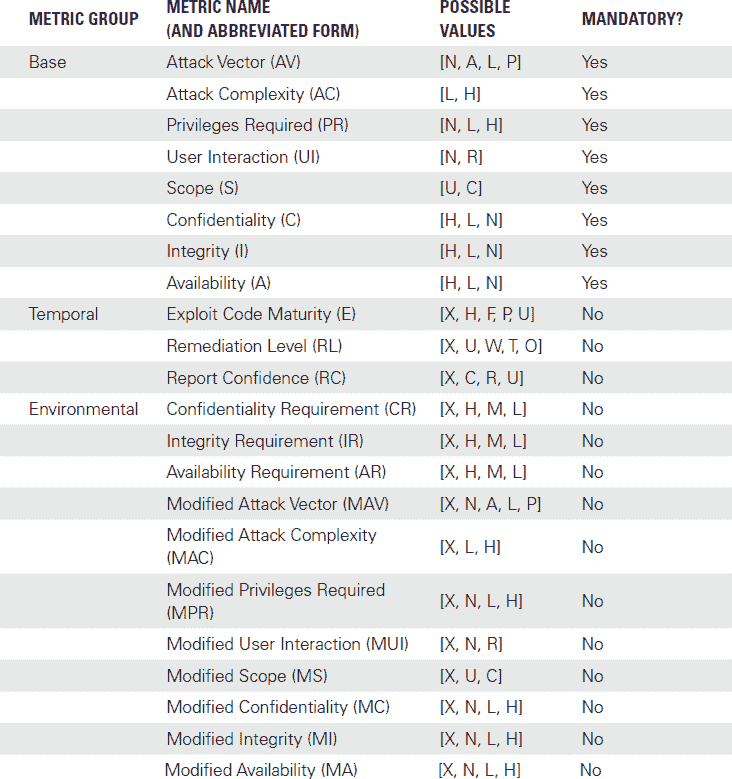 METRIC GROUP METRIC NAME (AND ABBREVIATED FORM) POSSIBLE VALUES MANDATORY?
Base Attack Vector (AV) [N, A, L, P] Yes
Attack Complexity (AC) [L, H] Yes
Privileges Required (PR) [N, L, H] Yes
User Interaction (UI) [N, R] Yes
Scope (S) [U, C] Yes
Confidentiality (C) [H, L, N] Yes
Integrity (I) [H, L, N] Yes
Availability (A) [H, L, N] Yes
Temporal Exploit Code Maturity (E) [X, H, F, P, U] No
Remediation Level (RL) [X, U, W, T, O] No
Report Confidence (RC) [X, C, R, U] No
Environmental Confidentiality Requirement (CR) [X, H, M, L] No
Integrity Requirement (IR) [X, H, M, L] No
Availability Requirement (AR) [X, H, M, L] No
Modified Attack Vector (MAV) [X, N, A, L, P] No
Modified Attack Complexity
(MAC) [X, L, H] No
Modified Privileges Required
(MPR) [X, N, L, H] No
Modified User Interaction (MUI) [X, N, R] No
Modified Scope (MS) [X, U, C] No
Modified Confidentiality (MC) [X, N, L, H] No
Modified Integrity (MI) [X, N, L, H] No
Modified Availability (MA) [X, N, L, H] No